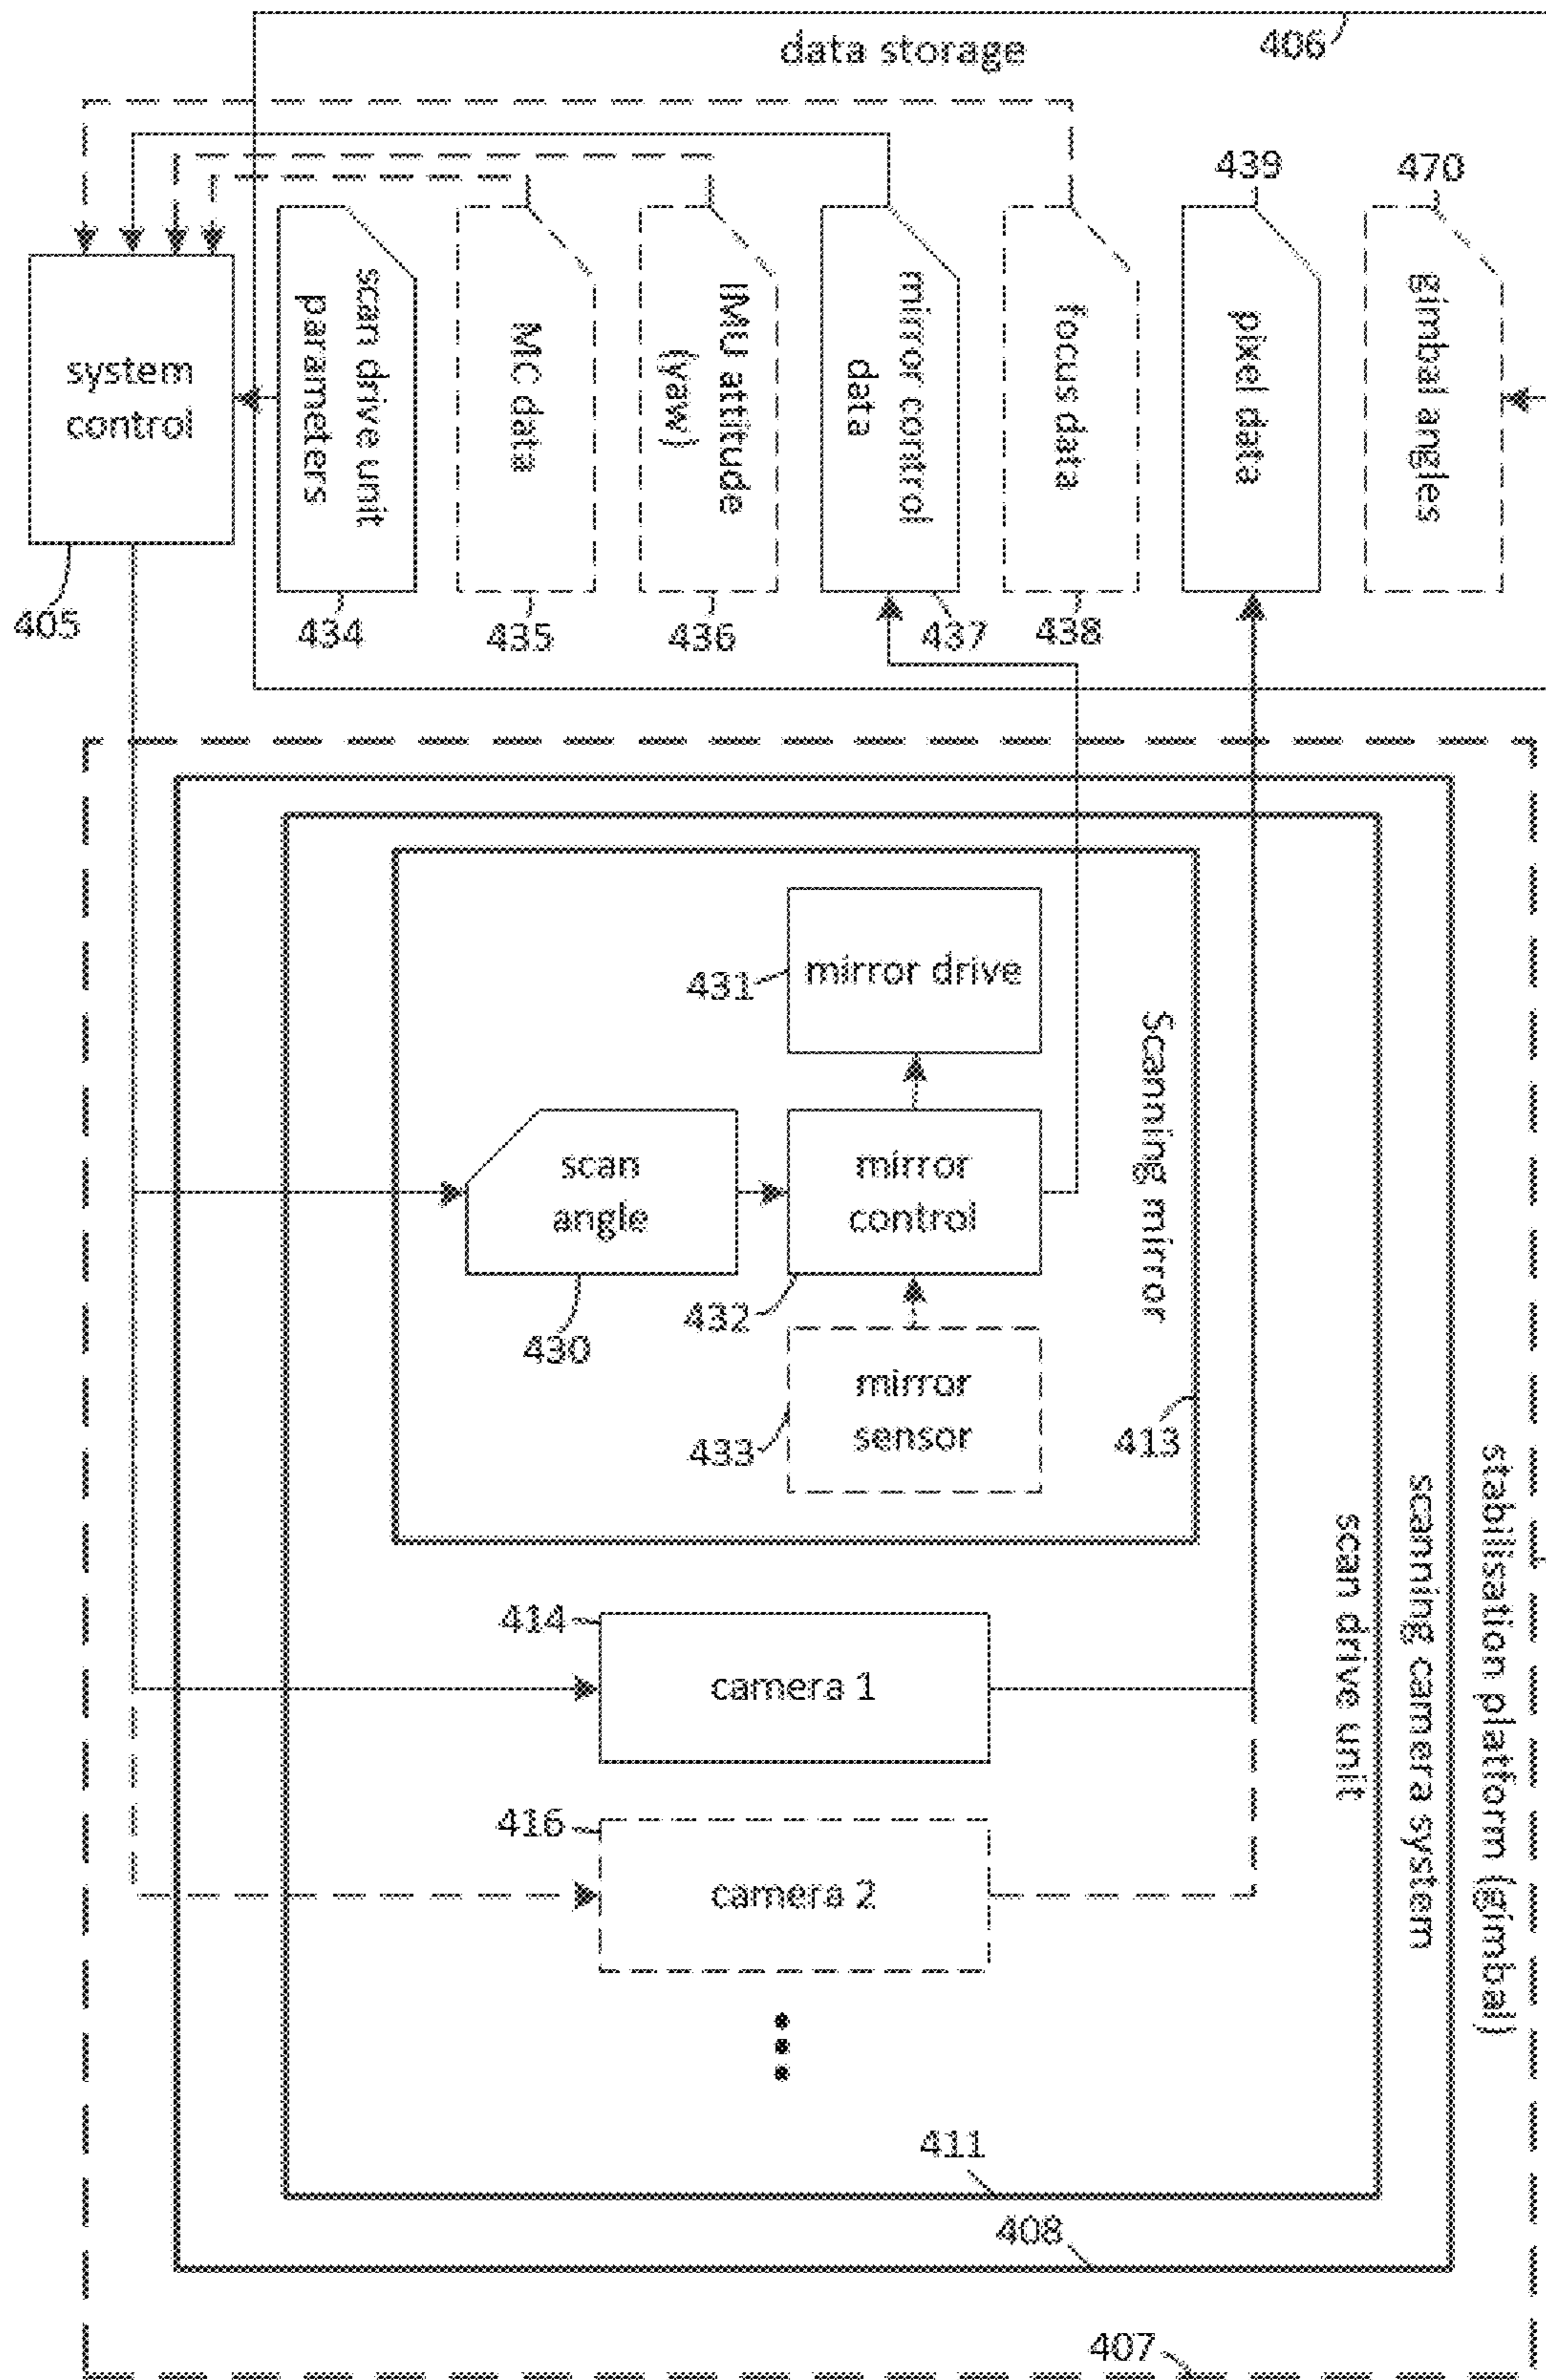 data storage
406
439
470
system
control
scan drive unit
parameters
MC data
IMU attitude
(yaw)
mirror control
data
focus data
pixel data
gimbal angles
405
434
435
436
437
438
431
mirror drive
scan
angle
mirror
control
Scanning mirror
432
430
mirror
sensor
433
413
414
camera 1
416
camera 2
scan drive unit
scanning camera system
stabilisation platform (gimbal)
411
408
407